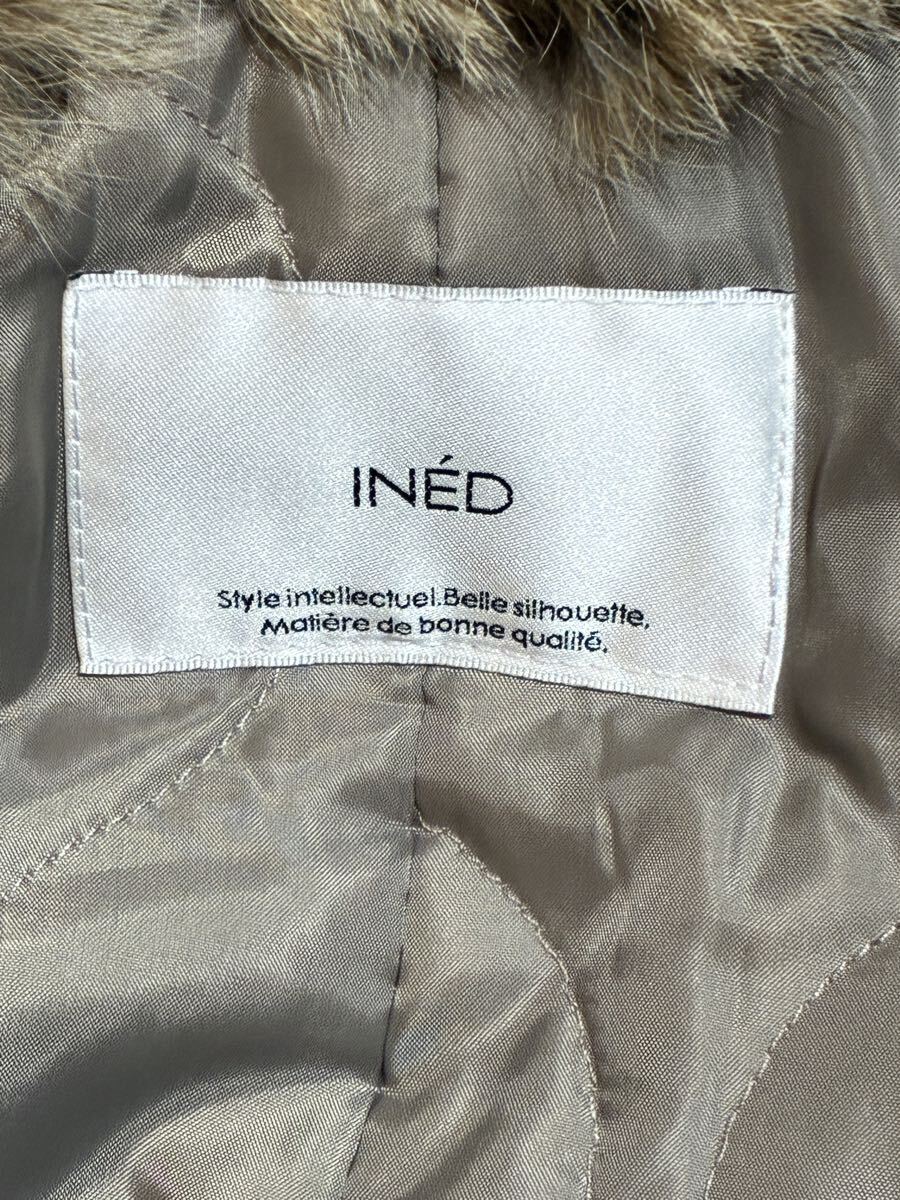 INÉD
Style intellectuel.Belle silhouette,
Matière de bonne qualité.